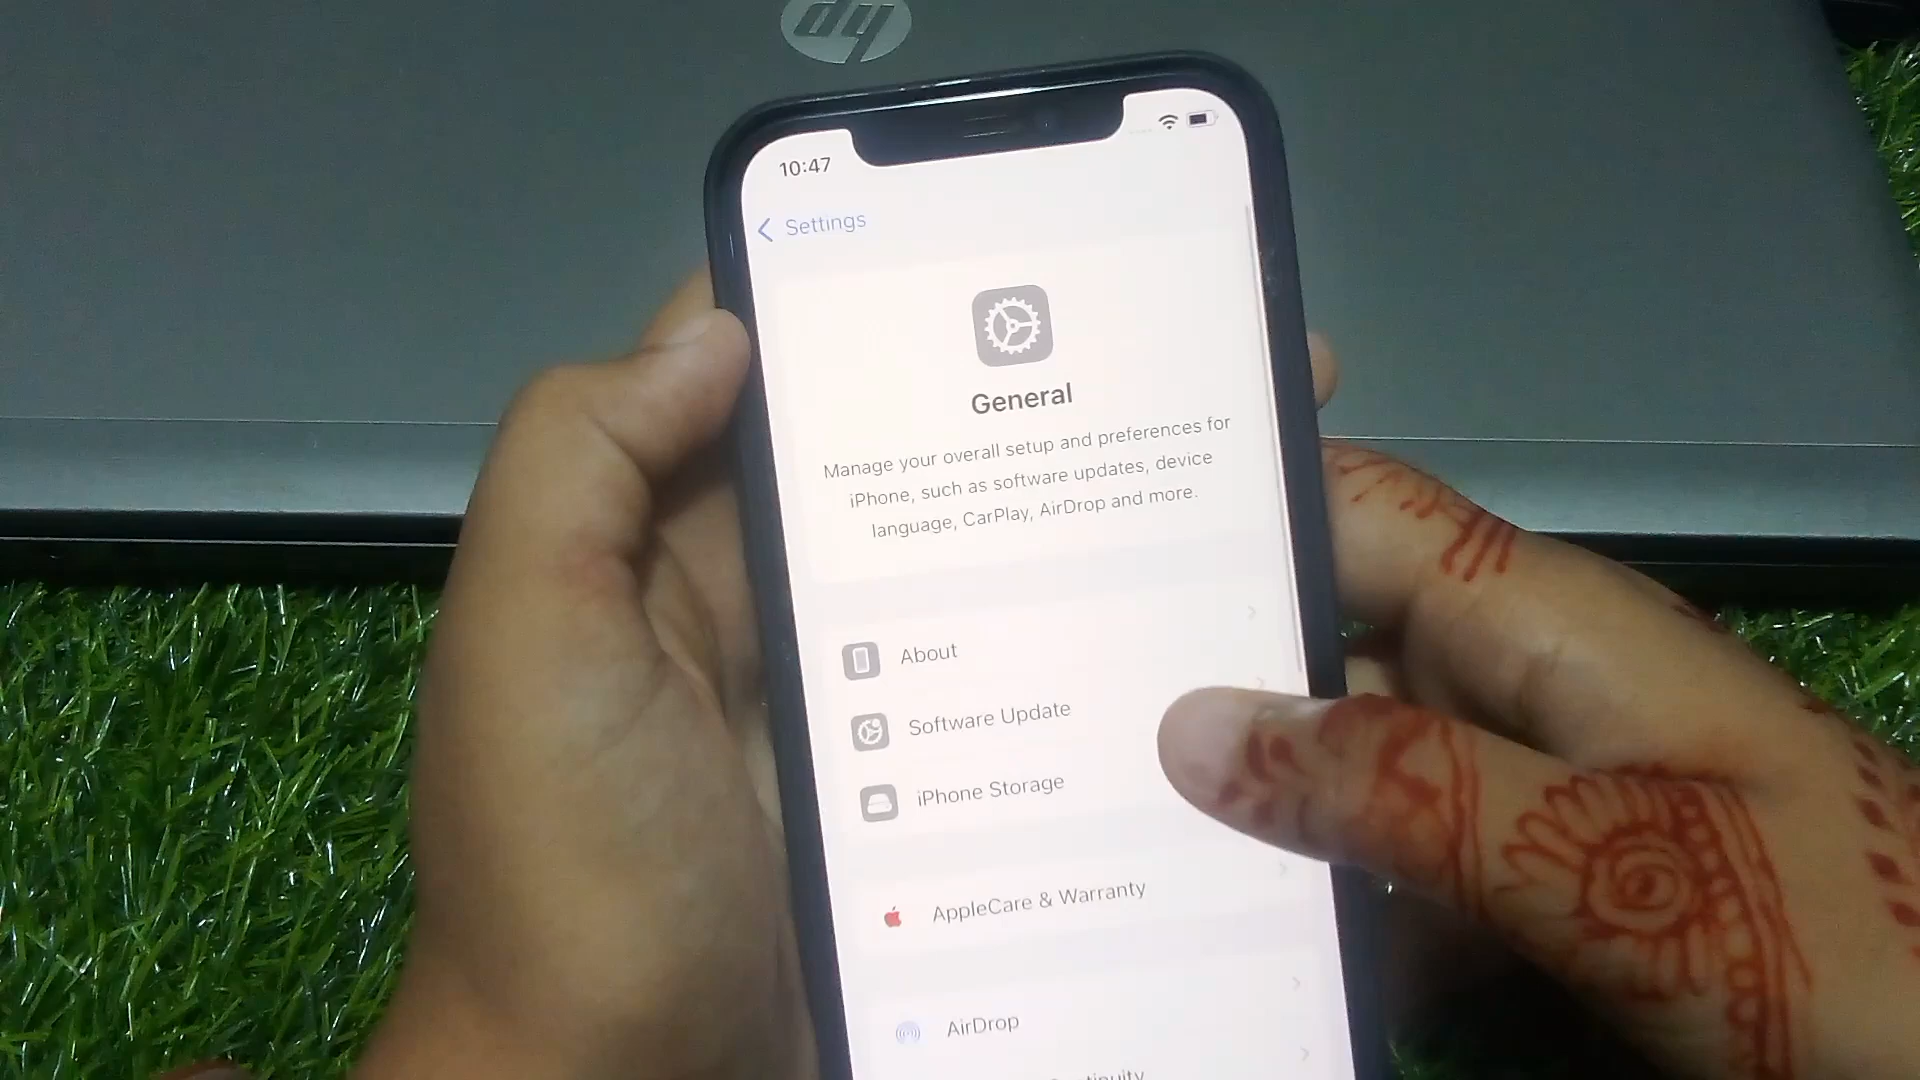 hp
10:47
Settings
General
Manage your overall setup and preferences for
iPhone, such as software updates, device
language, CarPlay, AirDrop and more.
About
Software Update
iPhone Storage
AppleCare & Warranty
AirDrop